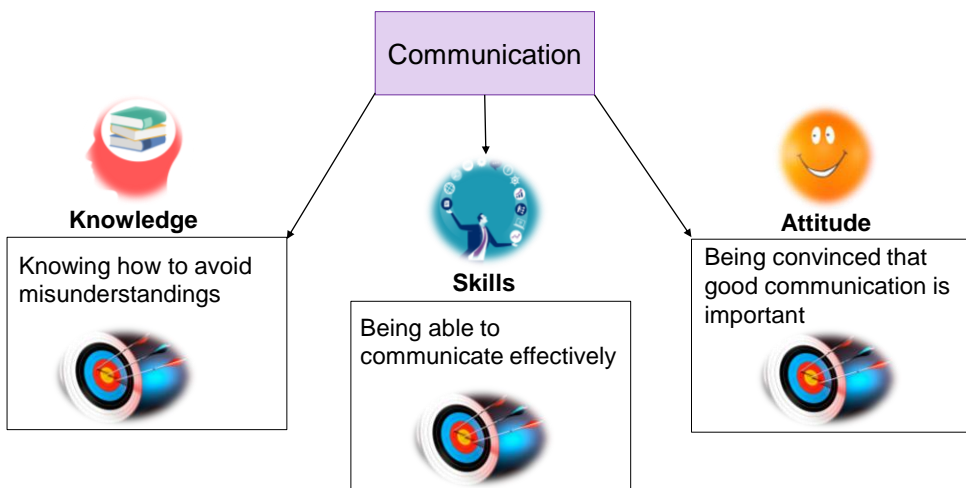 Communication
Knowledge
Knowing how to avoid
misunderstandings
Skills
Being able to
communicate effectively
Attitude
Being convinced that
good communication is
important